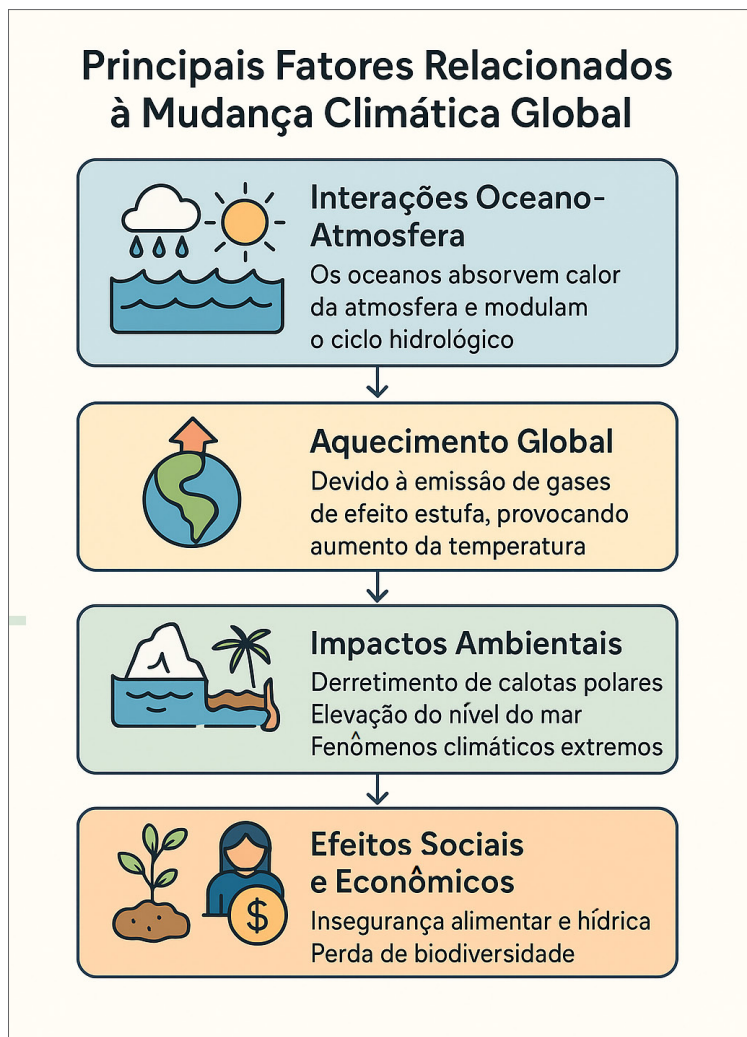 Principais Fatores Relacionados
à Mudança Climática Global
Interações Oceano-
Atmosfera
Os oceanos absorvem calor
da atmosfera e modulam
o ciclo hidrológico
Aquecimento Global
Devido à emissâo de gases
de efeito estufa, provocando
aumento da temperatura
Impactos Ambientais
Derretimento de calotas polares
Elevação do nível do mar
Fenômenos climáticos extremos
Efeitos Sociais
e Econômicos
$
Insegurança alimentar e hídrica
Perda de biodiversidade